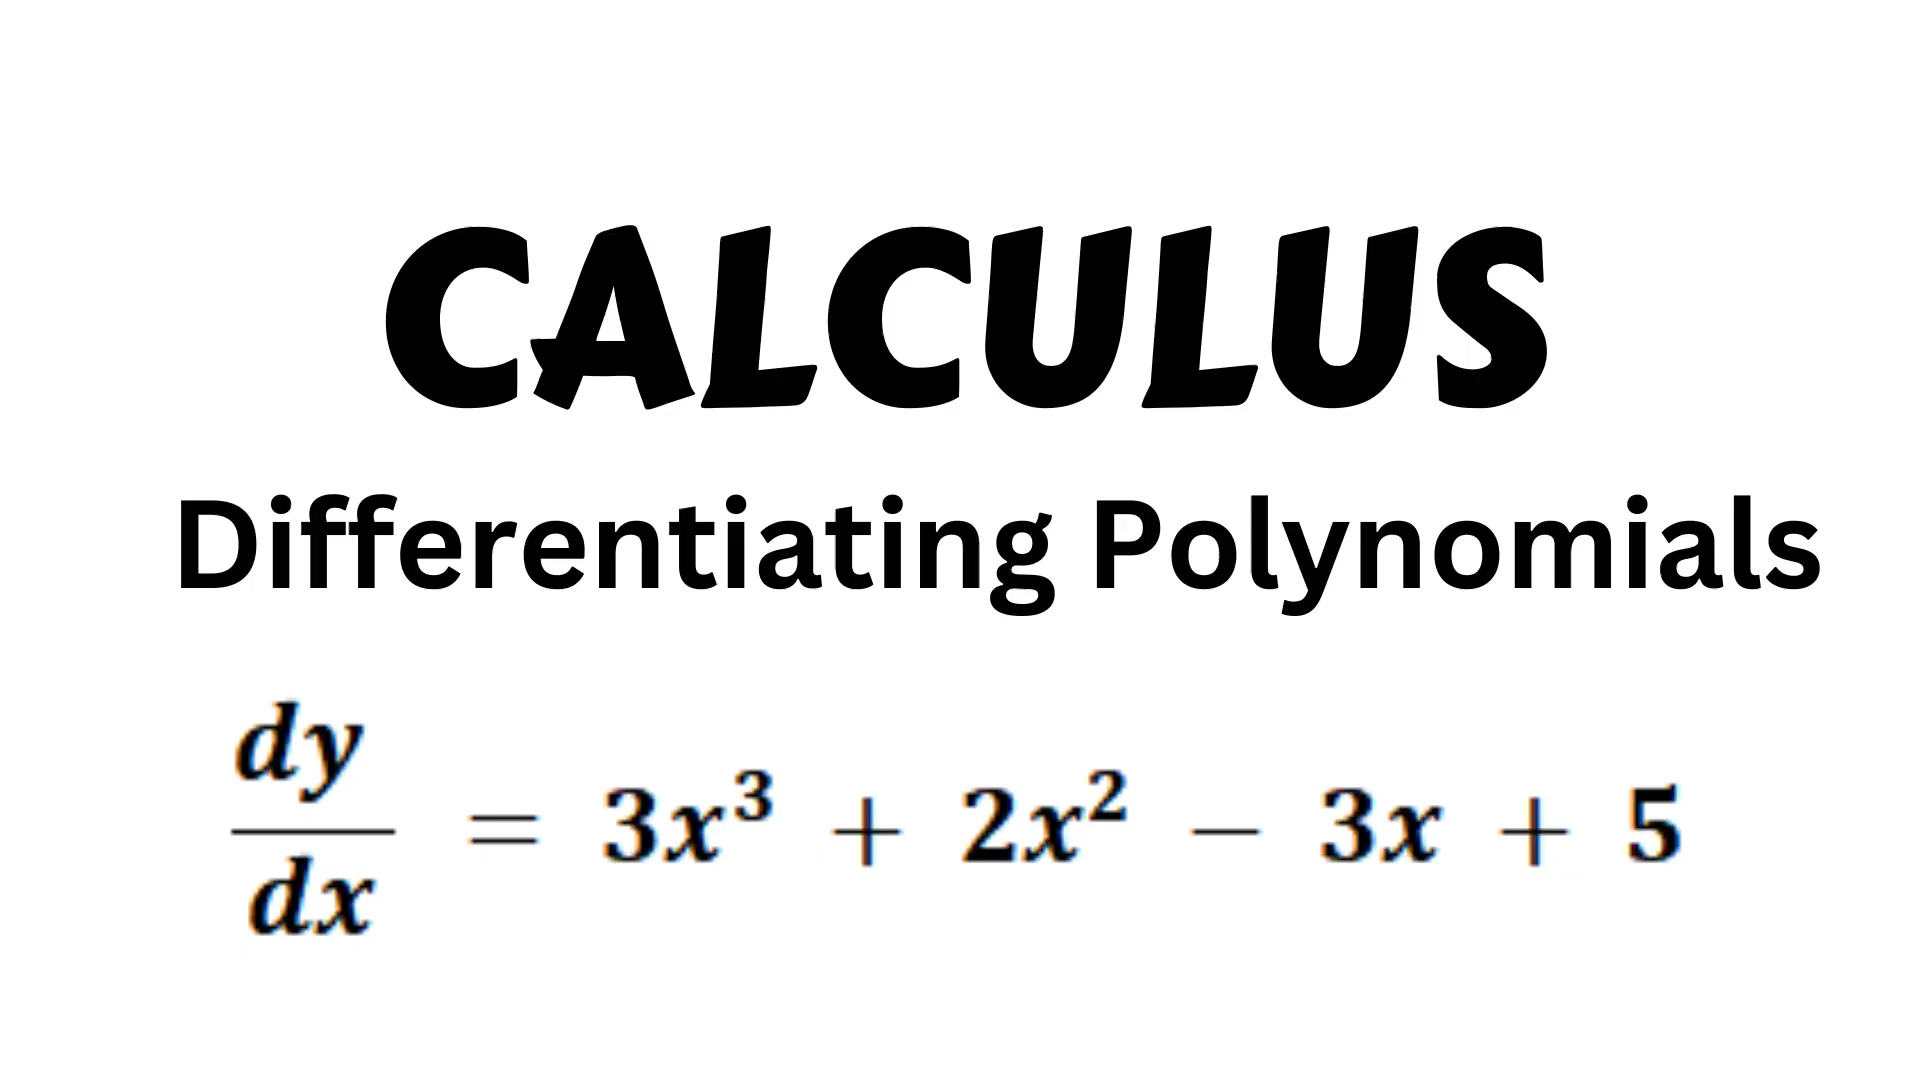 CALCULUS
Differentiating Polynomials
dy/dx = 3x³ + 2x² − 3x + 5